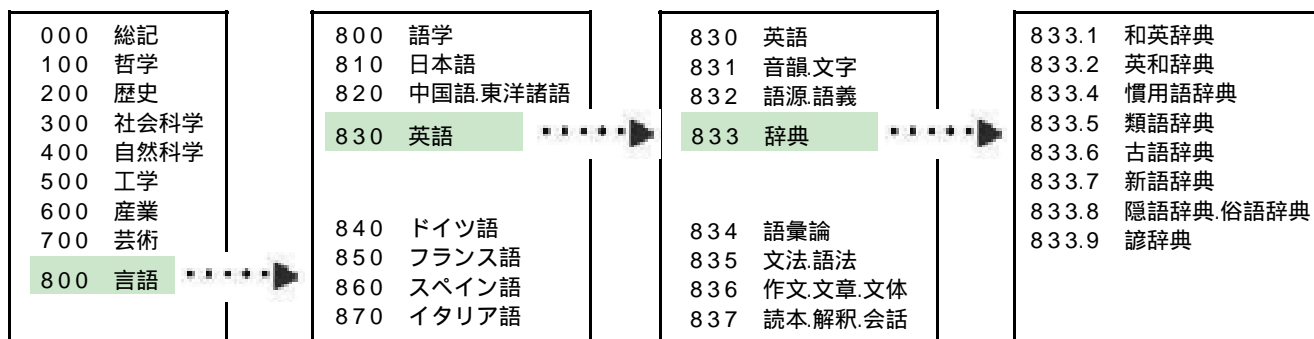 000 総記
100 哲学
200 歴史
300 社会科学
400 自然科学
500 工学
600 産業
700 芸術
800 言語
800 語学
810 日本語
820 中国語.東洋諸語
830 英語
840 ドイツ語
850 フランス語
860 スペイン語
870 イタリア語
830 英語
831 音韻.文字
832 語源.語義
833 辞典
834 語彙論
835 文法.語法
836 作文.文章.文体
837 読本.解釈.会話
833.1 和英辞典
833.2 英和辞典
833.4 慣用語辞典
833.5 類語辞典
833.6 古語辞典
833.7 新語辞典
833.8 隠語辞典.俗語辞典
833.9 諺辞典